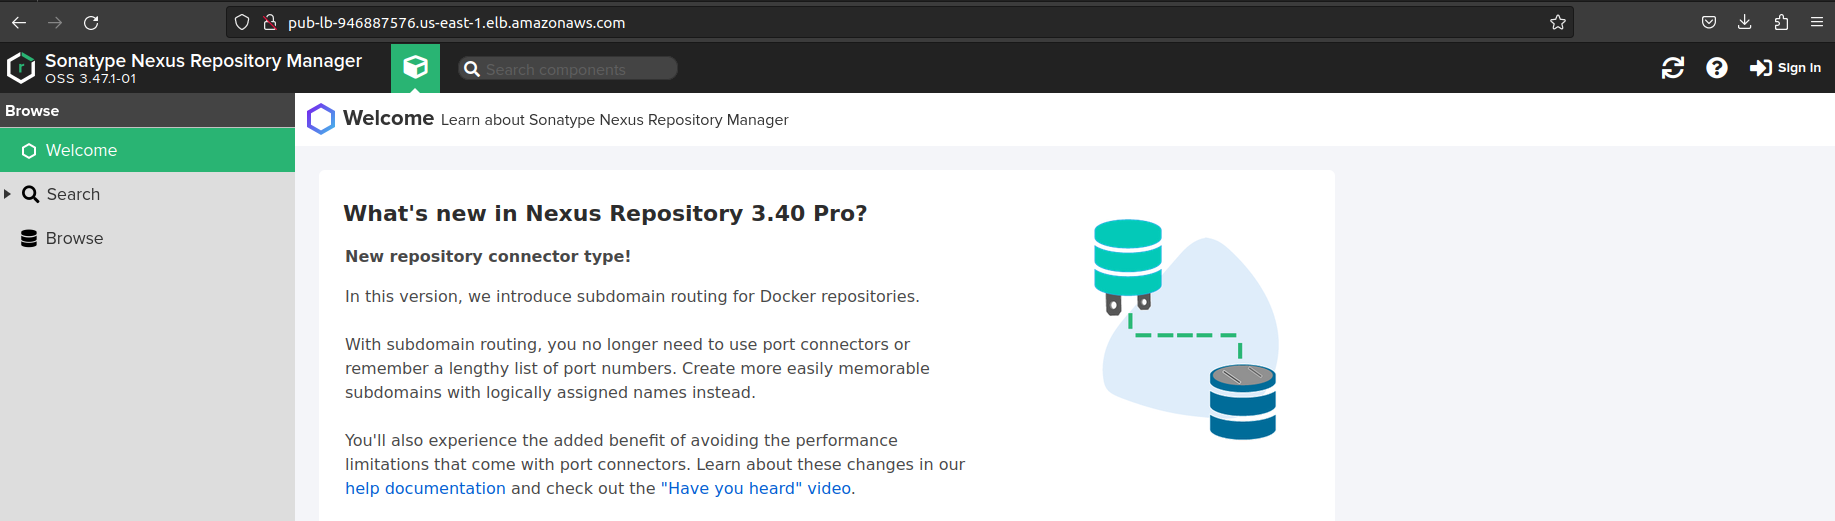 pub-lb-946887576.us-east-1.elb.amazonaws.com
Sonatype Nexus Repository Manager
OSS 3.47.1-01
Search components
Sign In
Browse
Welcome
Search
Browse
Welcome Learn about Sonatype Nexus Repository Manager
What's new in Nexus Repository 3.40 Pro?
New repository connector type!
In this version, we introduce subdomain routing for Docker repositories.
With subdomain routing, you no longer need to use port connectors or
remember a lengthy list of port numbers. Create more easily memorable
subdomains with logically assigned names instead.
You'll also experience the added benefit of avoiding the performance
limitations that come with port connectors. Learn about these changes in our
help documentation and check out the "Have you heard" video.